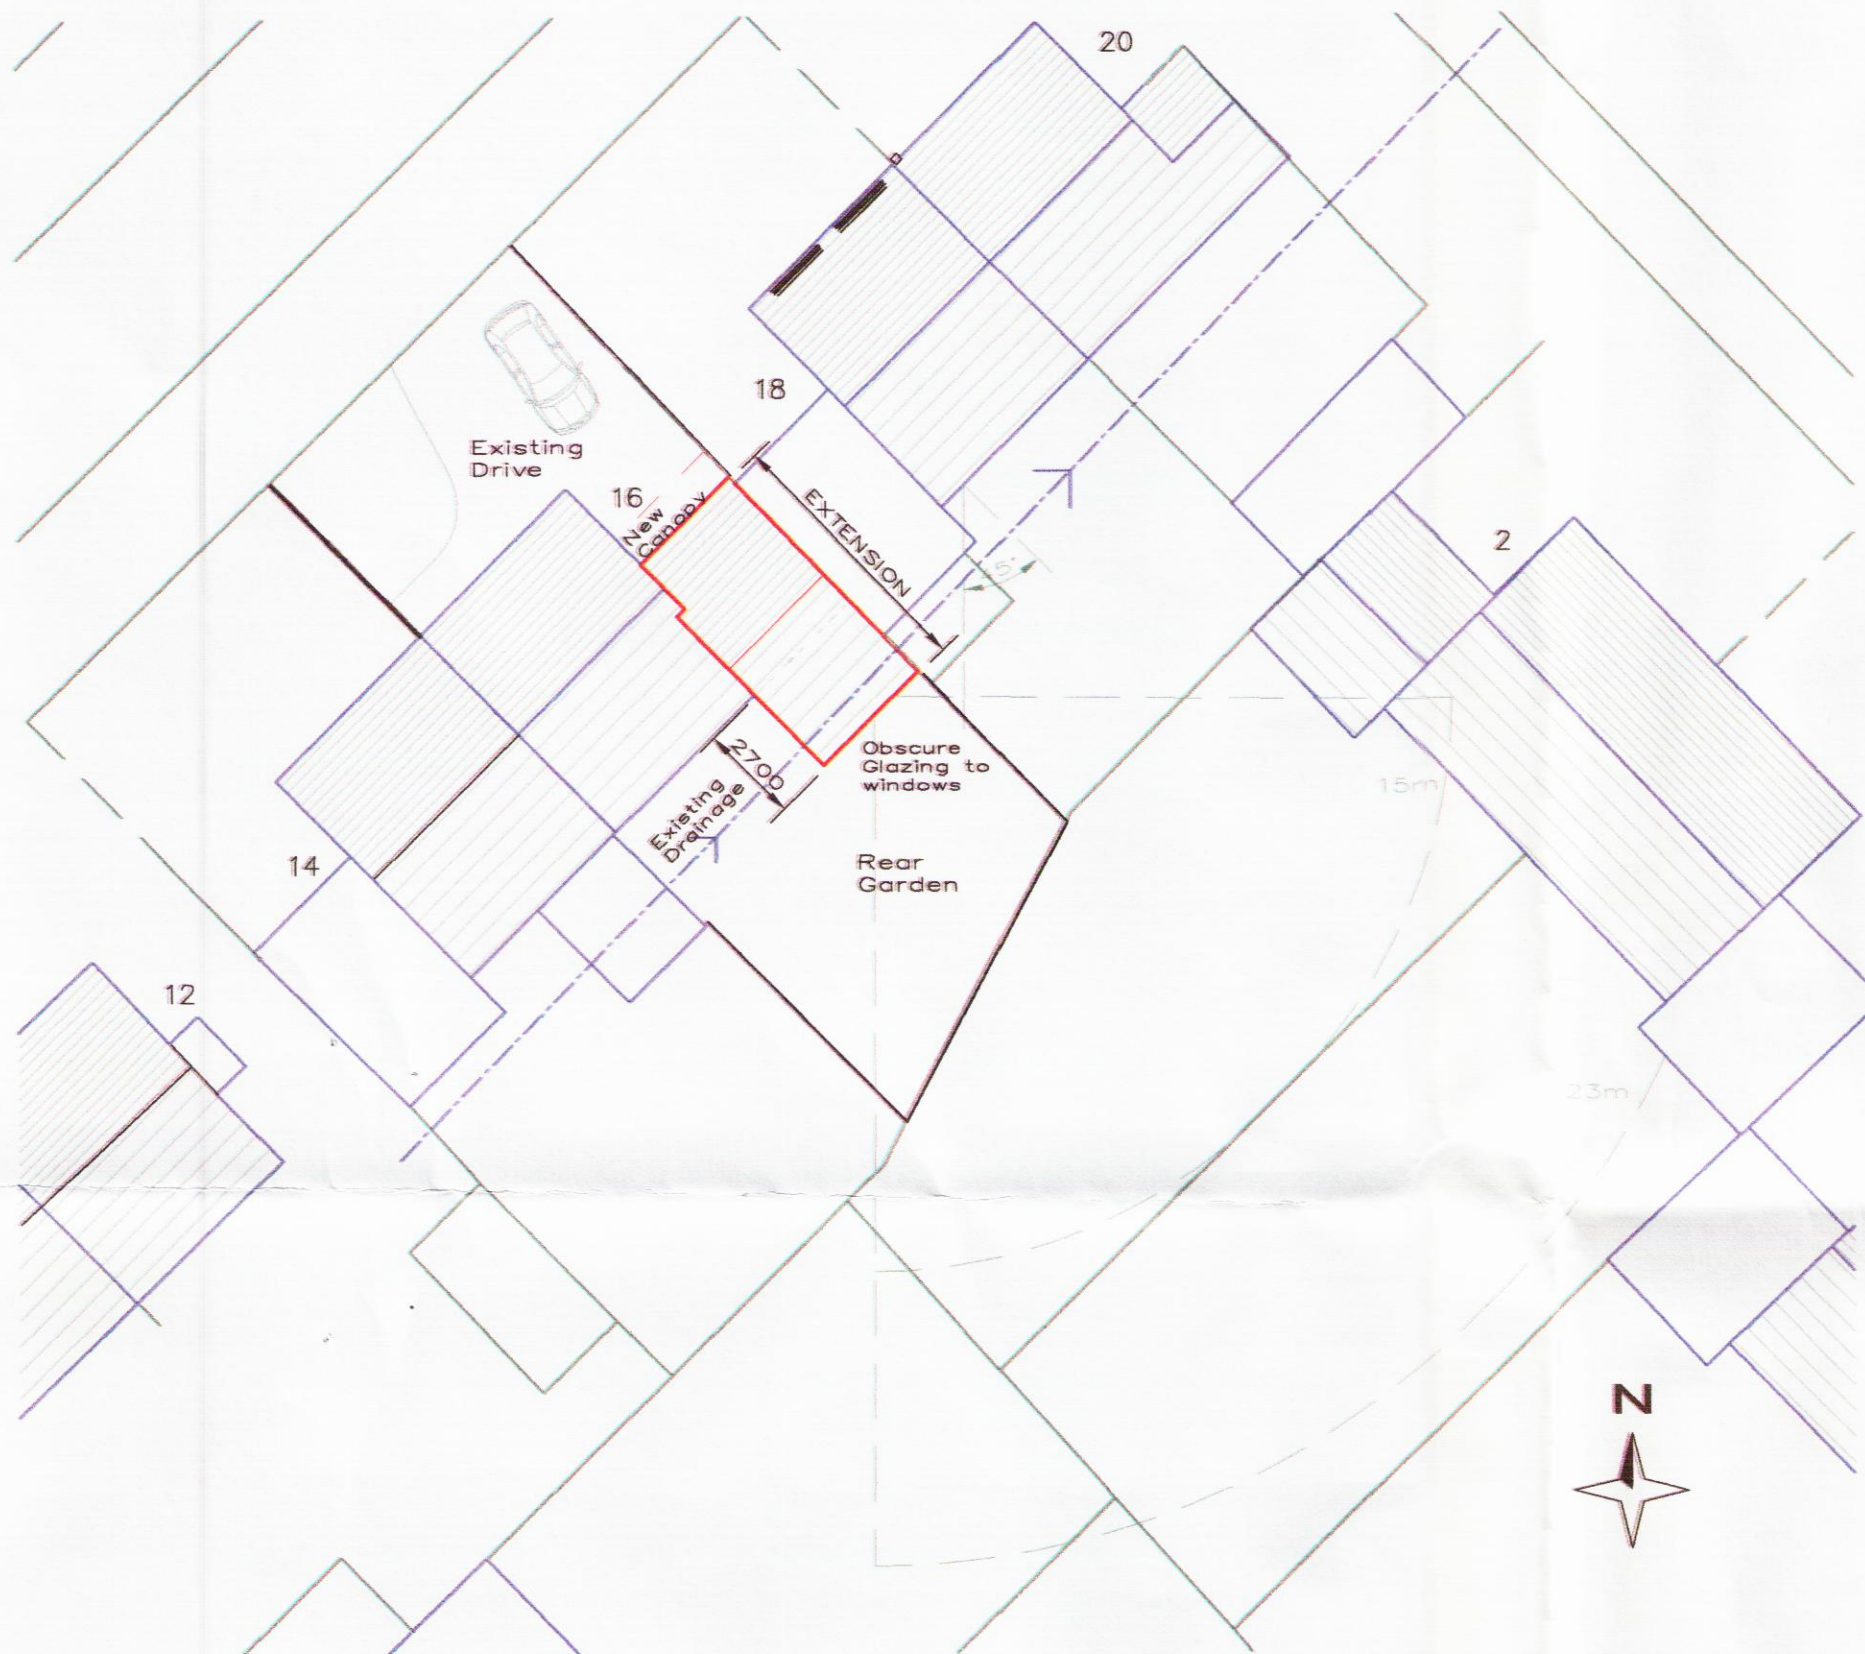 20
18
Existing
Drive
16
New
Canopy
EXTENSION
45°
2
2700
Existing
Drainage
Obscure
Glazing to
windows
15m
14
Rear
Garden
12
23m
N